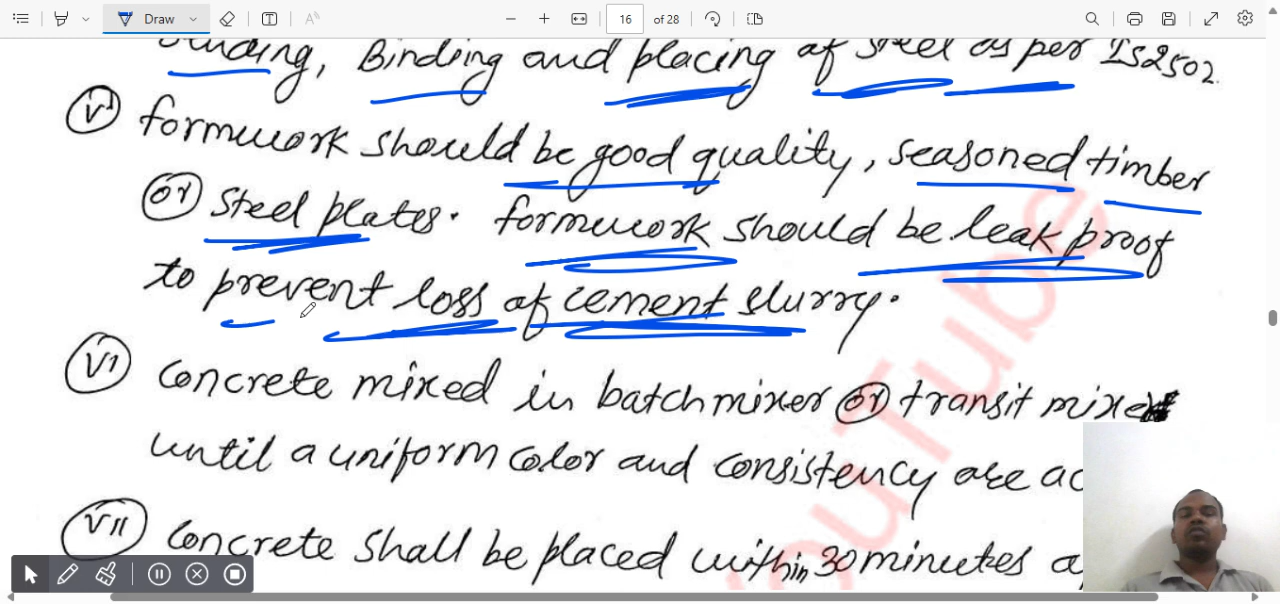 Draw
16 of 28
Binding and placing of steel as per IS2502.
V formwork should be good quality, seasoned timber
or steel plates. formwork should be leak proof
to prevent loss of cement slurry.
VI concrete mixed in batch mixer or transit mixer
until a uniform color and consistency are
VII concrete shall be placed within 30 minutes
ouTube